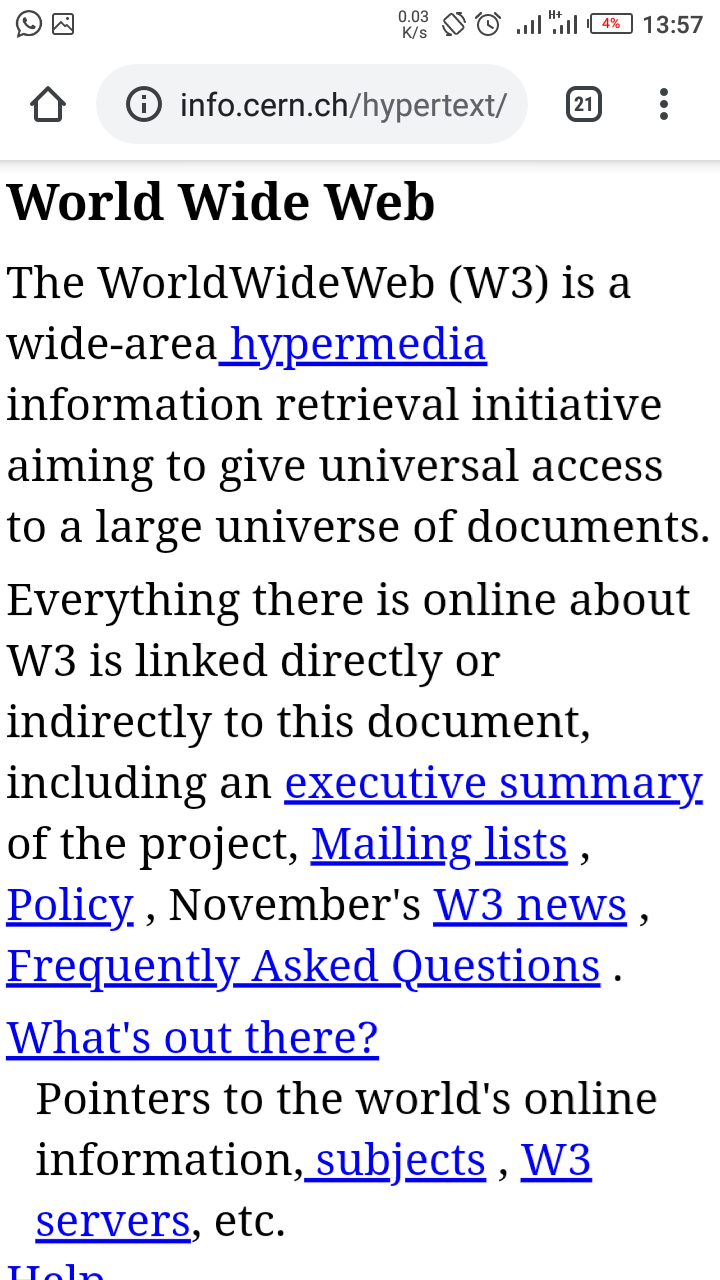 0.03
K/s
H+
4%
13:57
info.cern.ch/hypertext/
21
World Wide Web
The WorldWideWeb (W3) is a
wide-area hypermedia
information retrieval initiative
aiming to give universal access
to a large universe of documents.
Everything there is online about
W3 is linked directly or
indirectly to this document,
including an executive summary
of the project, Mailing lists ,
Policy , November's W3 news ,
Frequently Asked Questions .
What's out there?
Pointers to the world's online
information, subjects , W3
servers, etc.
Help